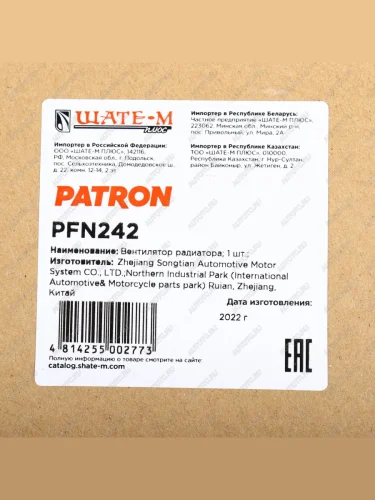 ШАТЕ-М
ПЛЮС
Импортер в Российской Федерации:
ООО «ШАТЕ-М ПЛЮС», 142116,
РФ, Московская обл., г. Подольск,
пос. Сельхозтехника, Домодедовское ш.,
д. 22, комн. 12-14, 2 эт.
Импортер в Республике Беларусь:
Частное предприятие «ШАТЕ-М ПЛЮС»,
223062, Минская обл., Минский р-н,
пос. Привольный, ул. Мира, 2А
Импортер в Республике Казахстан:
ТОО «ШАТЕ-М ПЛЮС», 010000,
Республика Казахстан, г. Нур-Султан,
район Байконыр, ул. Жетиген, д. 2
PATRON
PFN242
Наименование: Вентилятор радиатора; 1 шт.;
Изготовитель: Zhejiang Songtian Automotive Motor
System CO., LTD.,Northern Industrial Park (International
Automotive& Motorcycle parts park) Ruian, Zhejiang,
Китай
Дата изготовления:
2022 г
4 814255 002773
Полную информацию о товаре смотрите на сайте:
catalog.shate-m.com
EAC